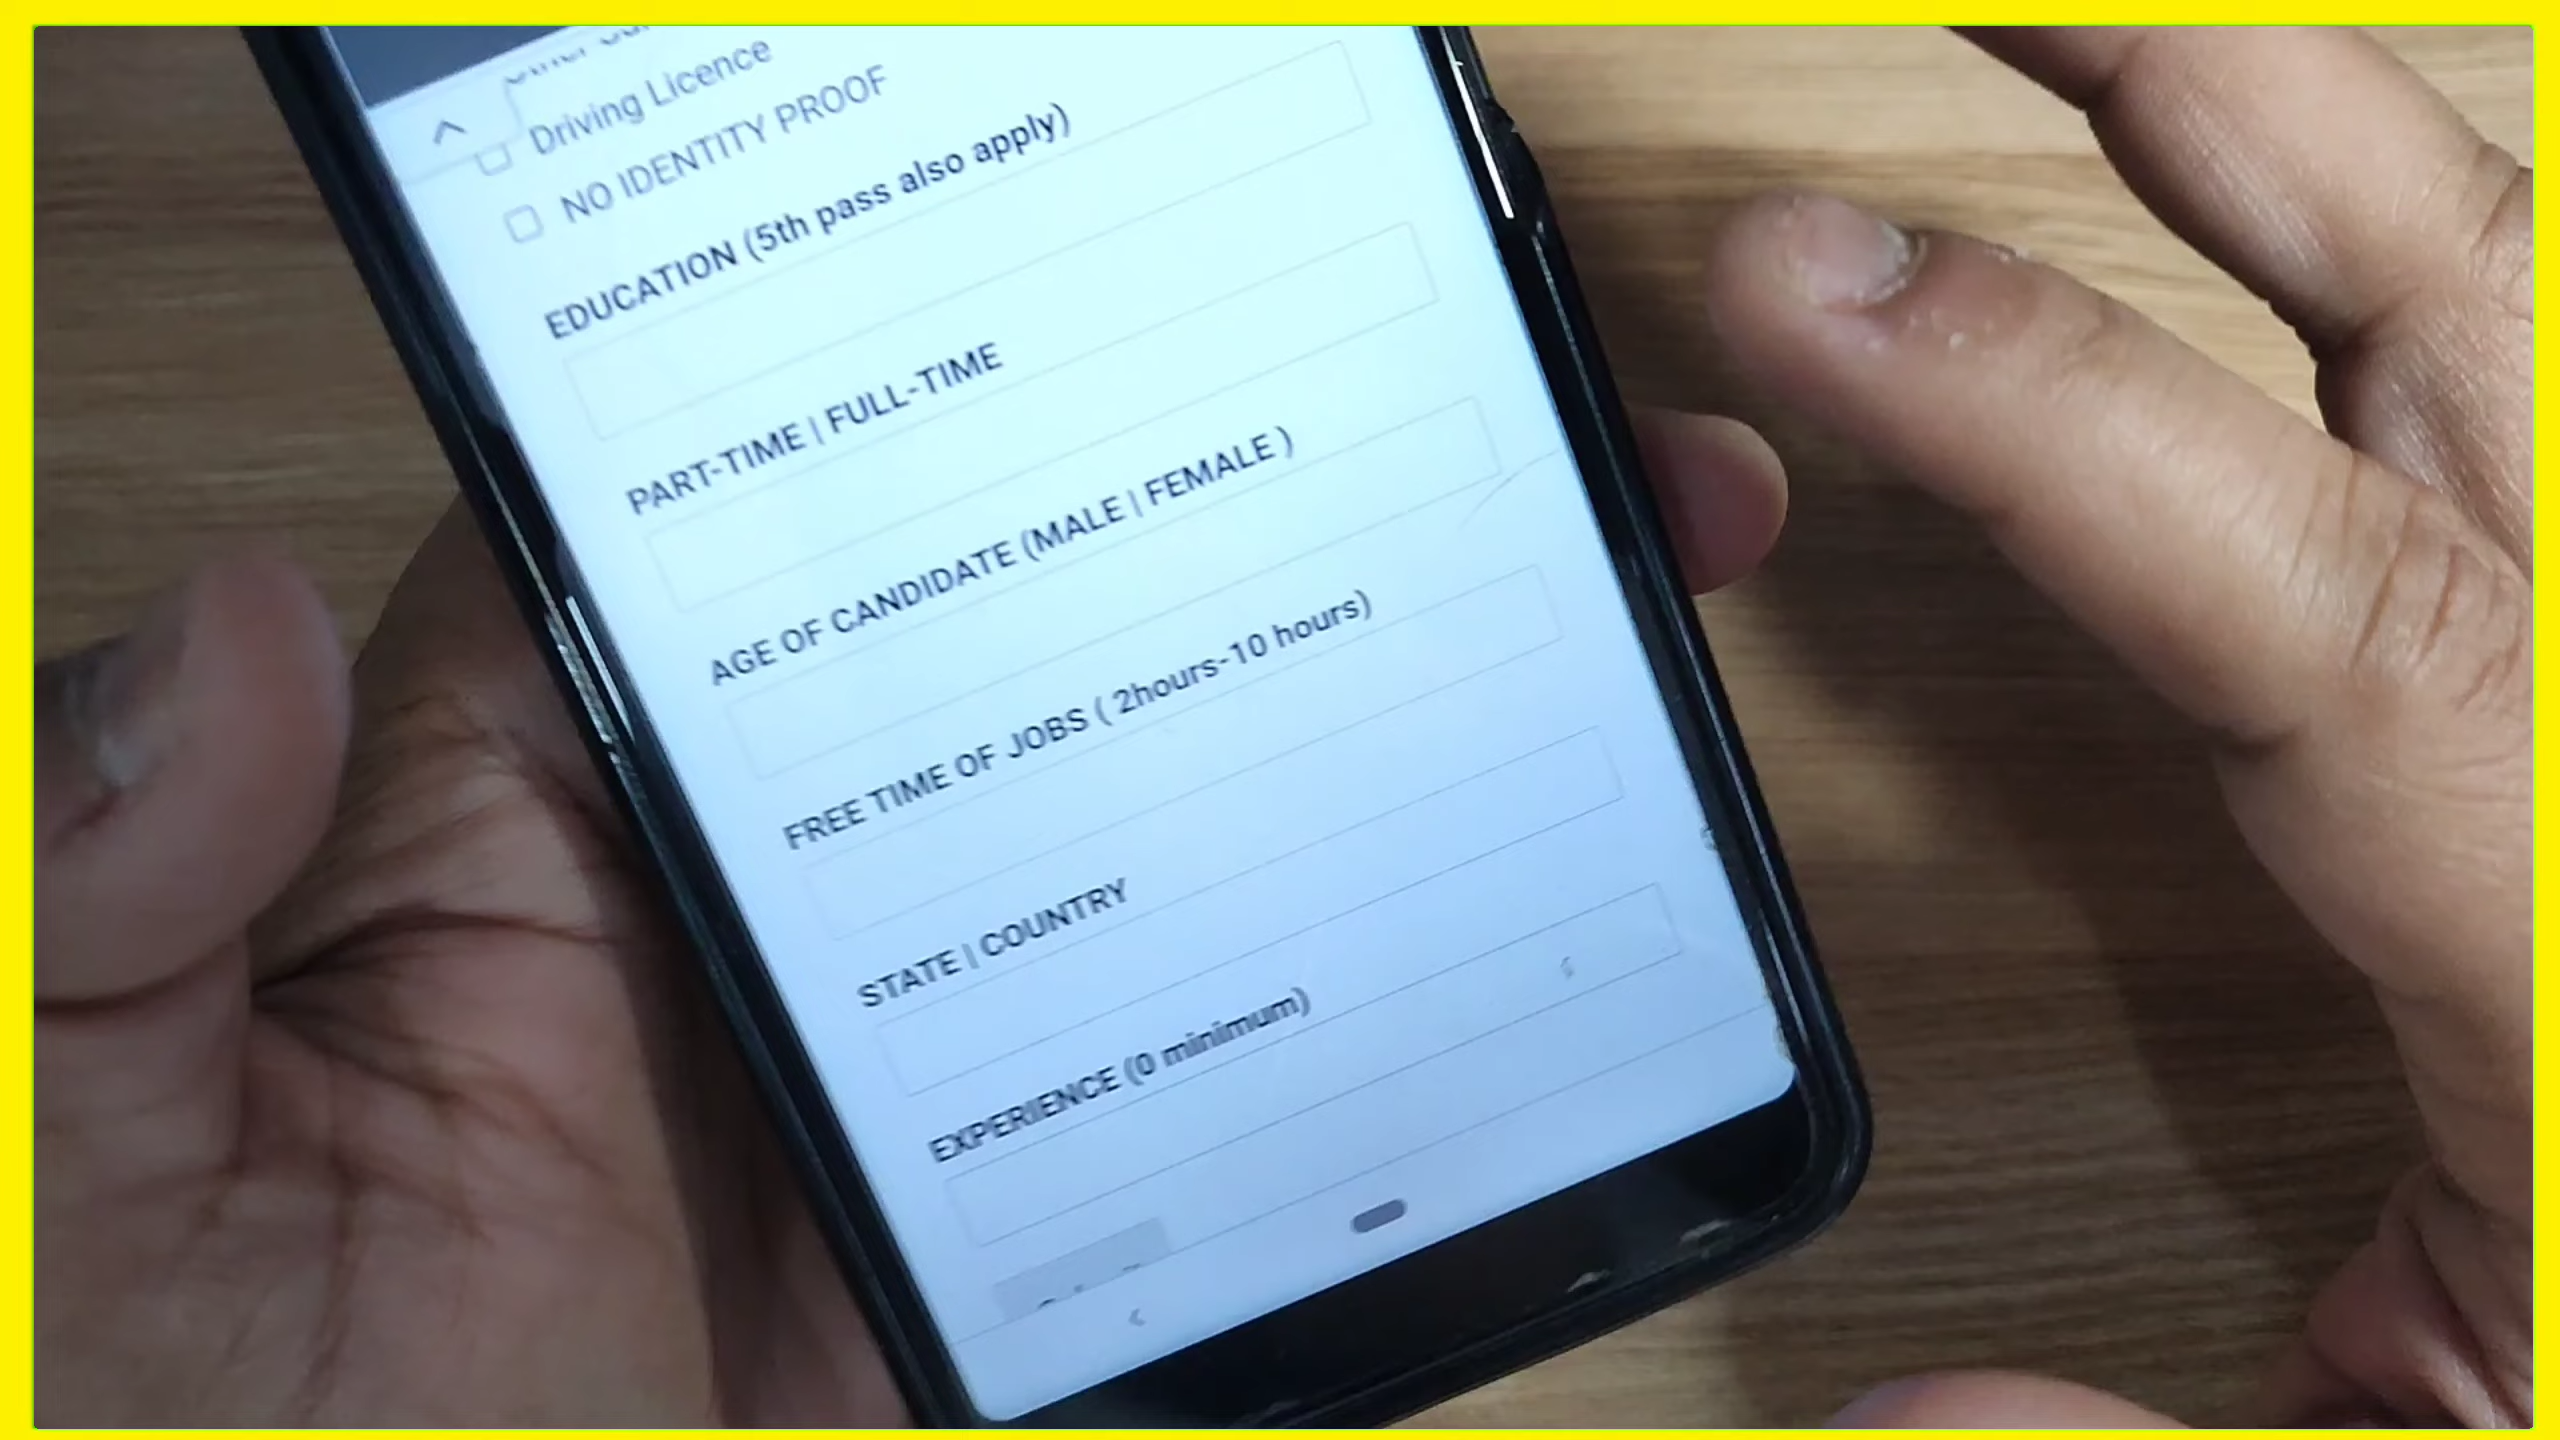 Driving Licence
NO IDENTITY PROOF
EDUCATION (5th pass also apply)
PART-TIME | FULL-TIME
AGE OF CANDIDATE (MALE | FEMALE )
FREE TIME OF JOBS ( 2hours-10 hours)
STATE | COUNTRY
EXPERIENCE (0 minimum)